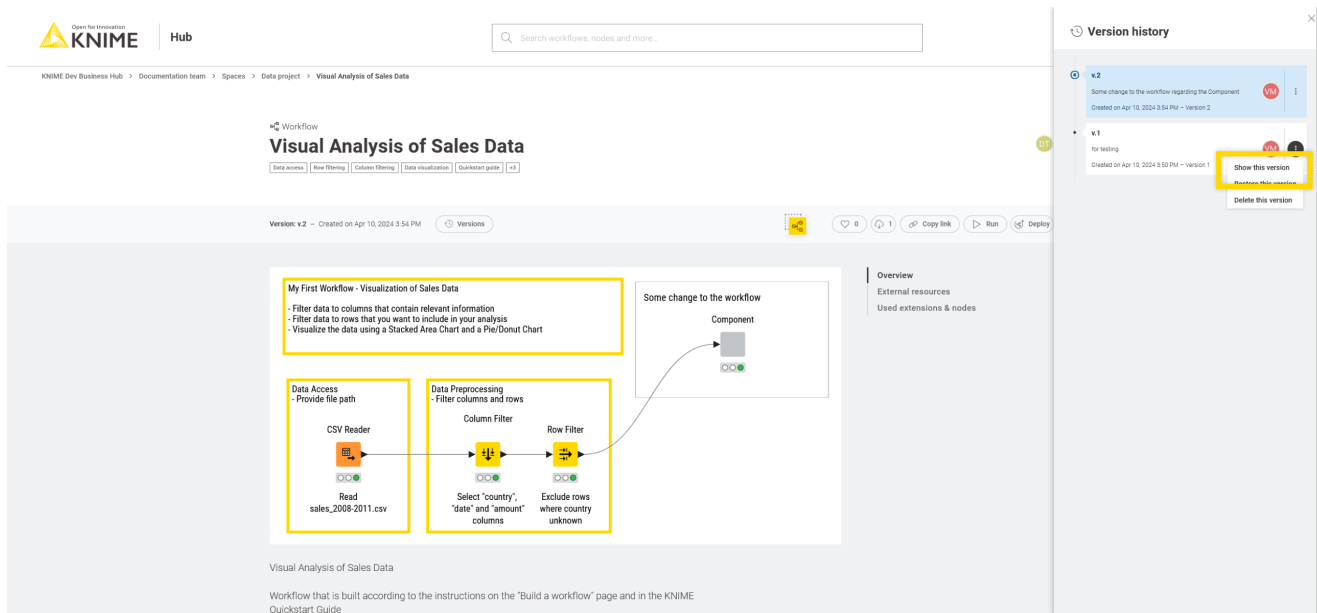 Open for Innovation
KNIME
Hub
Search workflows, nodes and more...
KNIME Dev Business Hub > Documentation team > Spaces > Data project > Visual Analysis of Sales Data
Workflow
Visual Analysis of Sales Data
Data access
Row filtering
Column filtering
Data visualization
Quickstart guide
+3
DT
Version: v.2 – Created on Apr 10, 2024 3:54 PM
Versions
0
1
Copy link
Run
Deploy
My First Workflow - Visualization of Sales Data
- Filter data to columns that contain relevant information
- Filter data to rows that you want to include in your analysis
- Visualize the data using a Stacked Area Chart and a Pie/Donut Chart
Some change to the workflow
Component
Data Access
- Provide file path
CSV Reader
Read
sales_2008-2011.csv
Data Preprocessing
- Filter columns and rows
Column Filter
Select "country",
"date" and "amount"
columns
Row Filter
Exclude rows
where country
unknown
Overview
External resources
Used extensions & nodes
Visual Analysis of Sales Data
Workflow that is built according to the instructions on the "Build a workflow" page and in the KNIME
Quickstart Guide
Version history
v.2
Some change to the workflow regarding the Component
Created on Apr 10, 2024 3:54 PM – Version 2
VM
v.1
for testing
Created on Apr 10, 2024 3:50 PM – Version 1
VM
Show this version
Restore this version
Delete this version